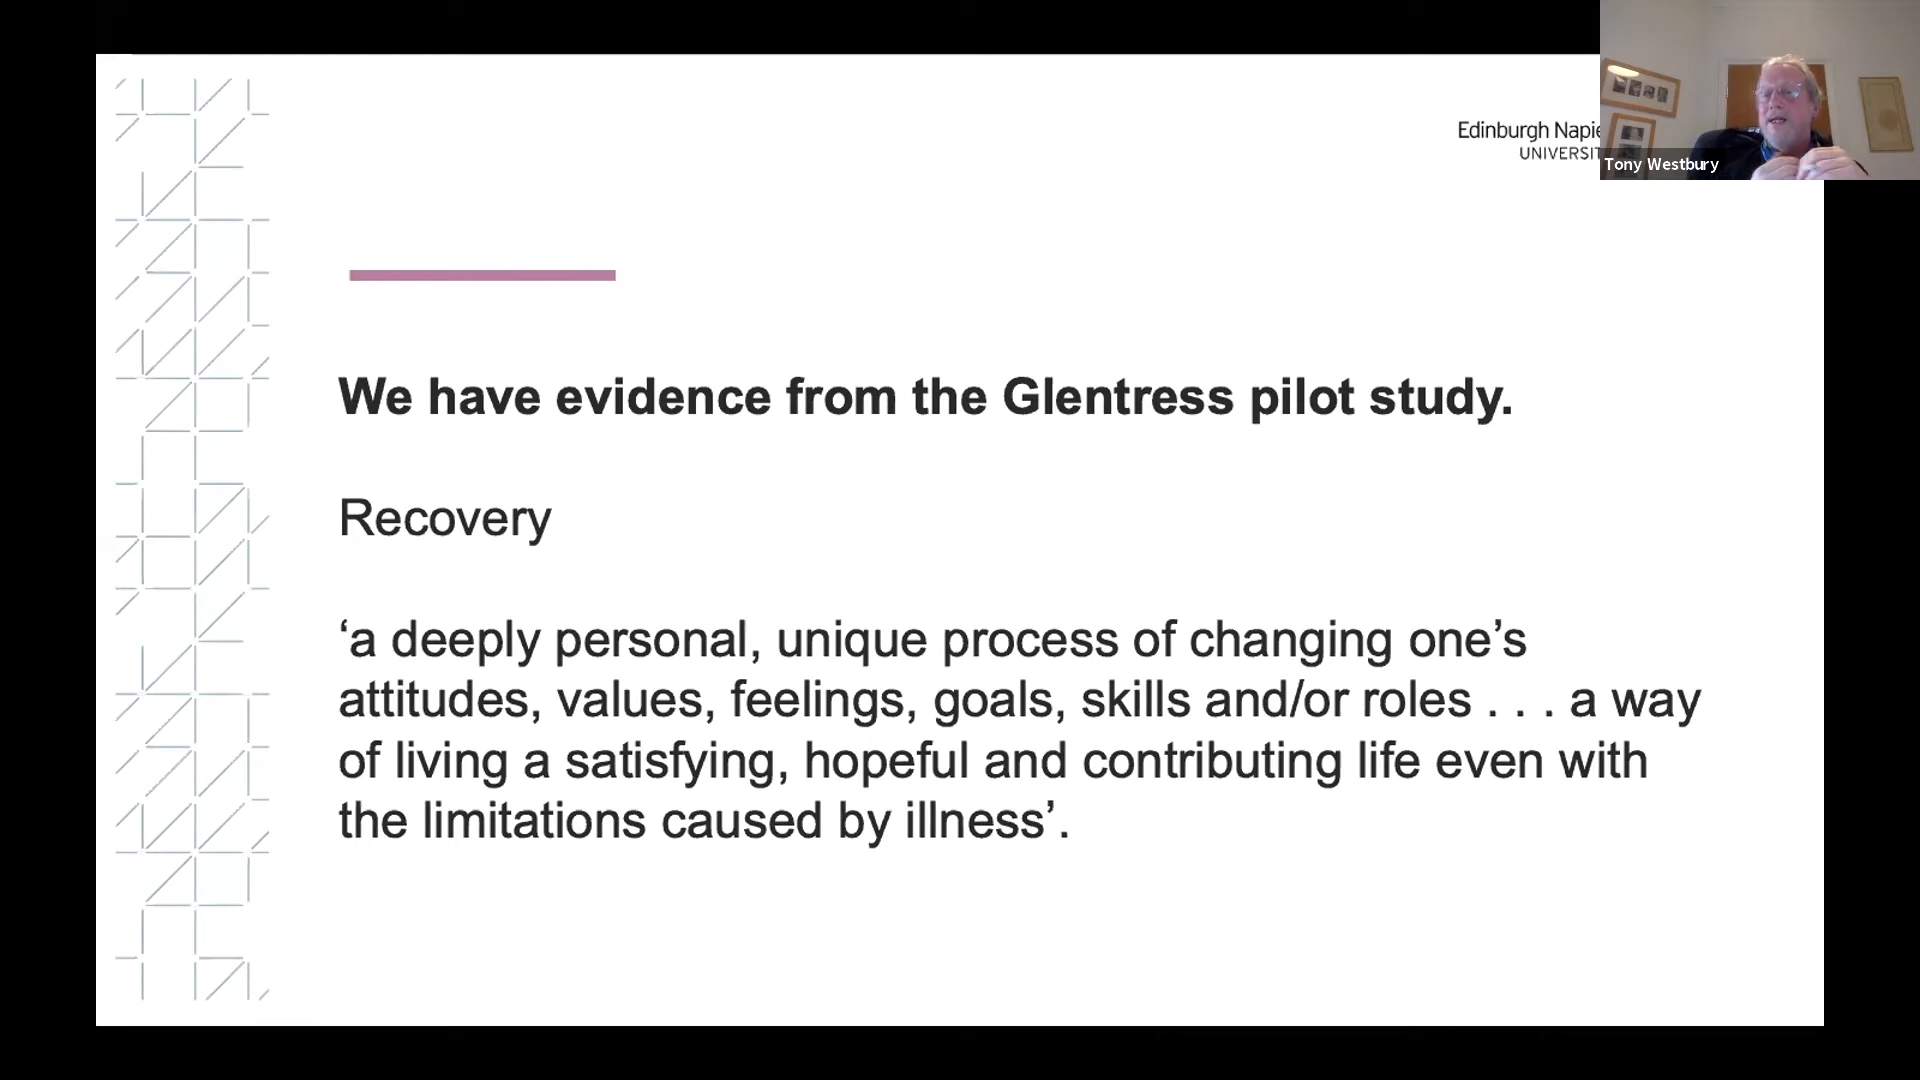 Edinburgh
UNIVERSIT
Tony Westbury
We have evidence from the Glentress pilot study.
Recovery
‘a deeply personal, unique process of changing one’s
attitudes, values, feelings, goals, skills and/or roles . . . a way
of living a satisfying, hopeful and contributing life even with
the limitations caused by illness’.